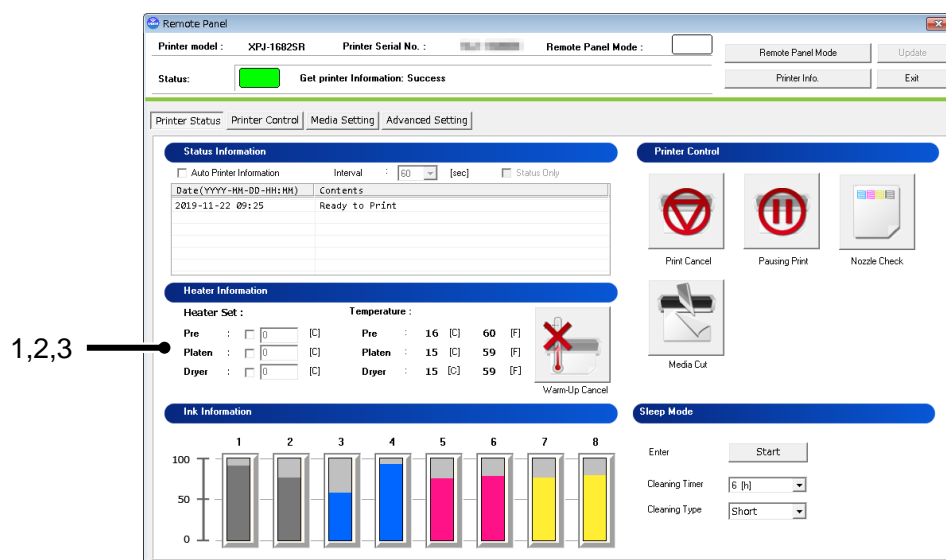 Remote Panel
Printer model : XPJ-1682SR Printer Serial No. : Remote Panel Mode :
Remote Panel Mode Update
Status: Get printer Information: Success
Printer Info. Exit
Printer Status Printer Control Media Setting Advanced Setting
Status Information
Auto Printer Information Interval : 60 [sec] Status Only
Date(YYYY-MM-DD-HH:MM) Contents
2019-11-22 09:25 Ready to Print
Printer Control
Print Cancel Pausing Print Nozzle Check
Media Cut
Heater Information
Heater Set : Temperature :
Pre : 0 [C] Pre : 16 [C] 60 [F]
Platen : 0 [C] Platen : 15 [C] 59 [F]
Dryer : 0 [C] Dryer : 15 [C] 59 [F]
Warm-Up Cancel
1,2,3
Ink Information
1 2 3 4 5 6 7 8
100
50
0
Sleep Mode
Enter Start
Cleaning Timer 6 [h]
Cleaning Type Short